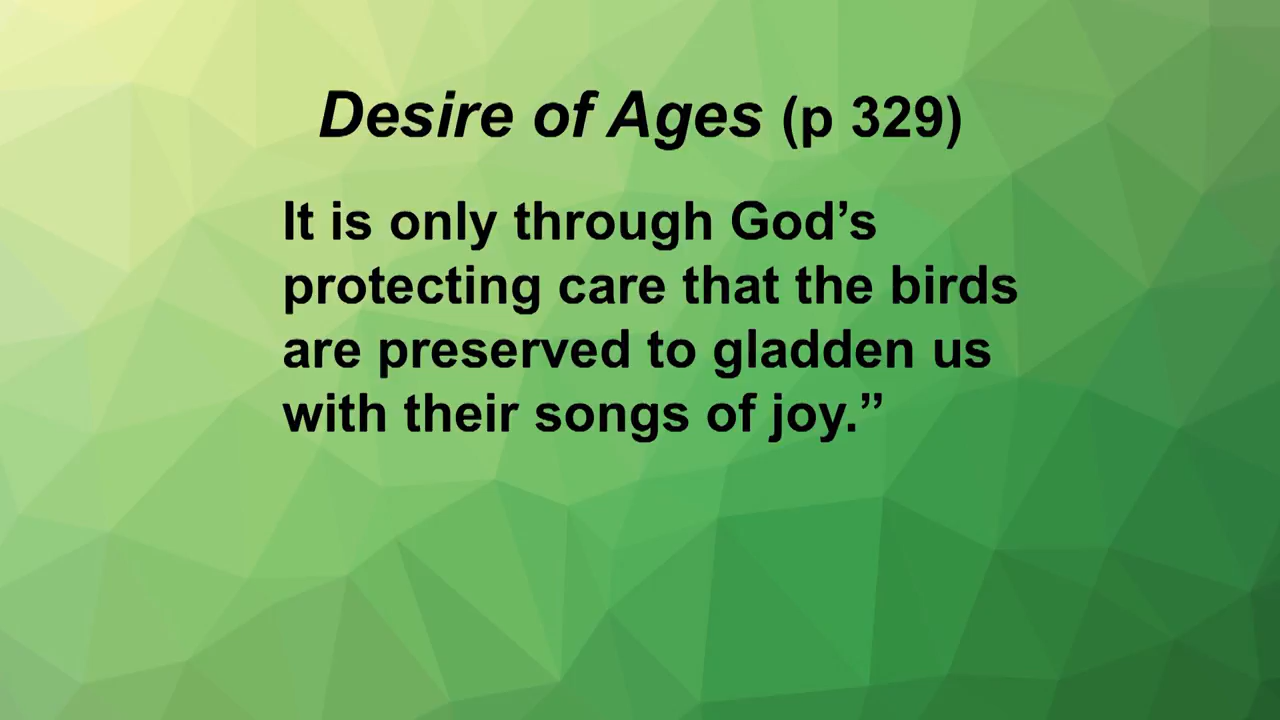 Desire of Ages (p 329)
It is only through God’s
protecting care that the birds
are preserved to gladden us
with their songs of joy.”